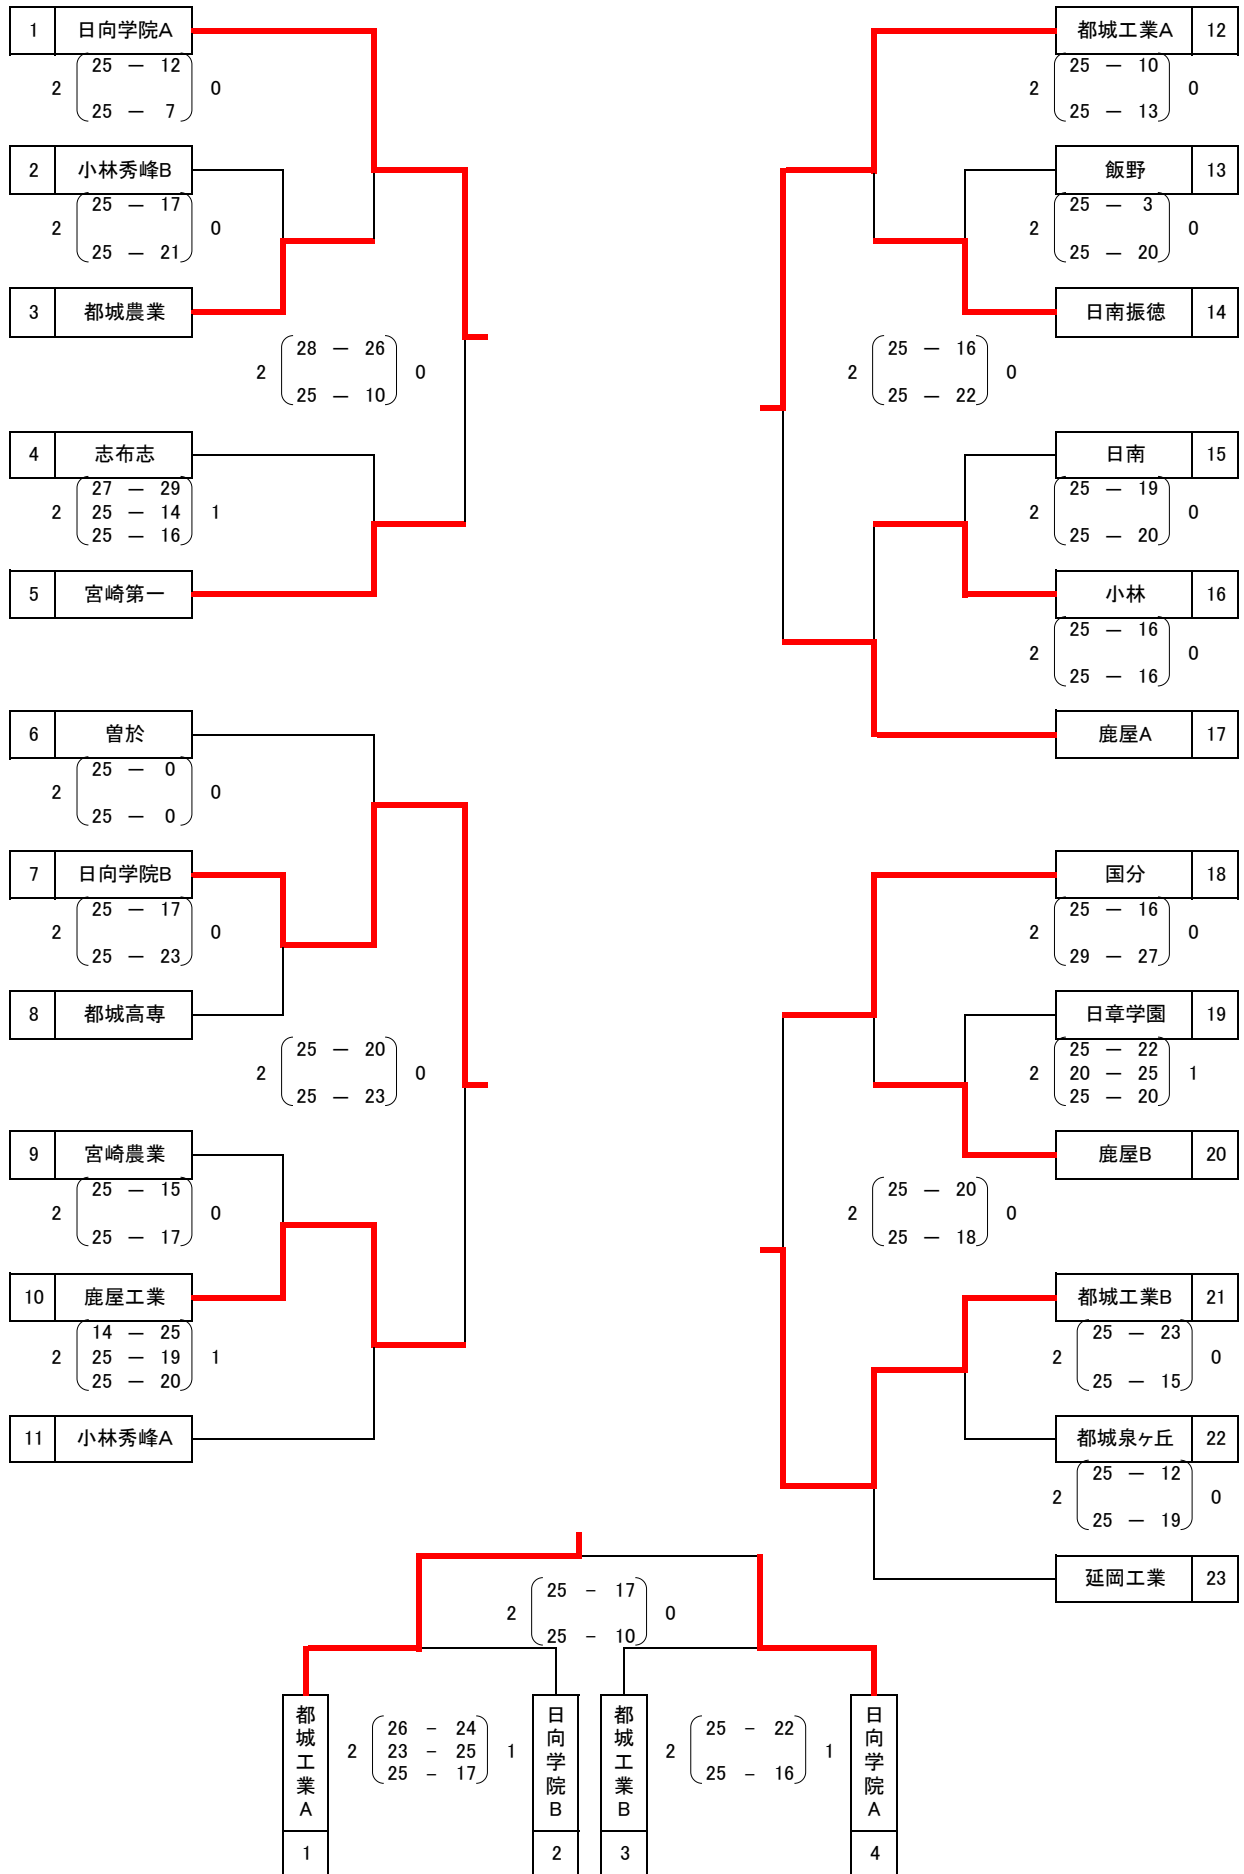 1 日向学院A
2 25 － 12 0
25 － 7
2 小林秀峰B
2 25 － 17 0
25 － 21
3 都城農業
2 28 － 26 0
25 － 10
4 志布志
27 － 29
2 25 － 14 1
25 － 16
5 宮崎第一
6 曽於
2 25 － 0 0
25 － 0
7 日向学院B
2 25 － 17 0
25 － 23
8 都城高専
2 25 － 20 0
25 － 23
9 宮崎農業
2 25 － 15 0
25 － 17
10 鹿屋工業
14 － 25
2 25 － 19 1
25 － 20
11 小林秀峰A
都城工業A 12
2 25 － 10 0
25 － 13
飯野 13
2 25 － 3 0
25 － 20
日南振徳 14
2 25 － 16 0
25 － 22
日南 15
2 25 － 19 0
25 － 20
小林 16
2 25 － 16 0
25 － 16
鹿屋A 17
国分 18
2 25 － 16 0
29 － 27
日章学園 19
25 － 22
2 20 － 25 1
25 － 20
鹿屋B 20
2 25 － 20 0
25 － 18
都城工業B 21
2 25 － 23 0
25 － 15
都城泉ヶ丘 22
2 25 － 12 0
25 － 19
延岡工業 23
2 25 － 17 0
25 － 10
都城工業A
1
26 － 24
2 23 － 25 1
25 － 17
日向学院B
2
都城工業B
3
2 25 － 22 1
25 － 16
日向学院A
4